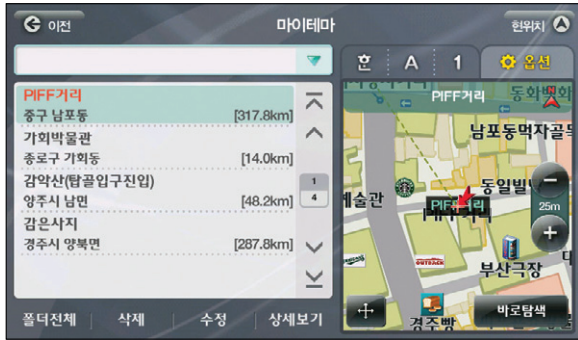 이전
마이테마
현위치
흔 A 1 옵션
PIFF거리
중구 남포동 [317.8km]
가회박물관
종로구 가회동 [14.0km]
감악산(탑골입구진입)
양주시 남면 [48.2km]
감은사지
경주시 양북면 [287.8km]
1
4
폴더전체 삭제 수정 상세보기
PIFF거리
동화백화
남포동먹자골목
동일빌
예술관
PIFF거리
25m
OUTBACK
부산극장
경주빵
바로탐색